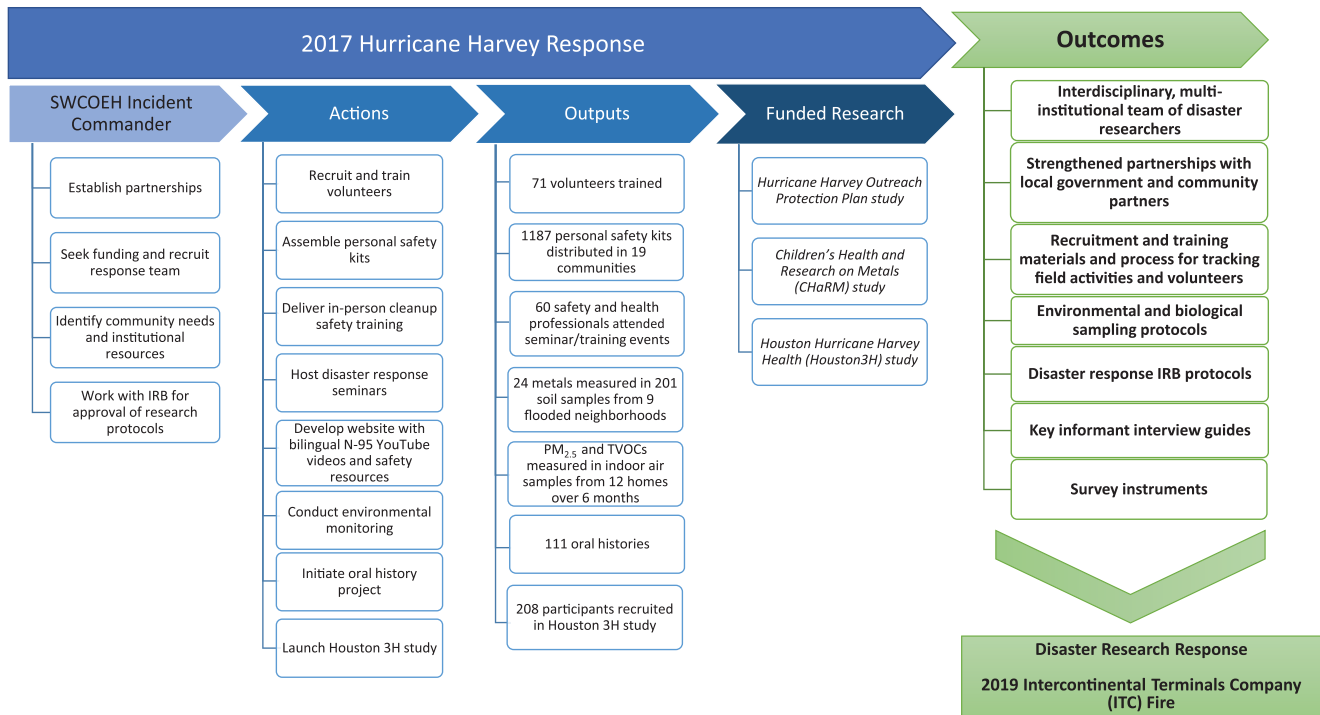 2017 Hurricane Harvey Response
SWCOEH Incident
Commander
Establish partnerships
Seek funding and recruit
response team
Identify community needs
and institutional
resources
Work with IRB for
approval of research
protocols
Actions
Recruit and train
volunteers
Assemble personal safety
kits
Deliver in-person cleanup
safety training
Host disaster response
seminars
Develop website with
bilingual N-95 YouTube
videos and safety
resources
Conduct environmental
monitoring
Initiate oral history
project
Launch Houston 3H study
Outputs
71 volunteers trained
1187 personal safety kits
distributed in 19
communities
60 safety and health
professionals attended
seminar/training events
24 metals measured in 201
soil samples from 9
flooded neighborhoods
PM2.5 and TVOCs
measured in indoor air
samples from 12 homes
over 6 months
111 oral histories
208 participants recruited
in Houston 3H study
Funded Research
Hurricane Harvey Outreach
Protection Plan study
Children's Health and
Research on Metals
(CHaRM) study
Houston Hurricane Harvey
Health (Houston3H) study
Outcomes
Interdisciplinary, multi-
institutional team of disaster
researchers
Strengthened partnerships with
local government and community
partners
Recruitment and training
materials and process for tracking
field activities and volunteers
Environmental and biological
sampling protocols
Disaster response IRB protocols
Key informant interview guides
Survey instruments
Disaster Research Response
2019 Intercontinental Terminals Company
(ITC) Fire